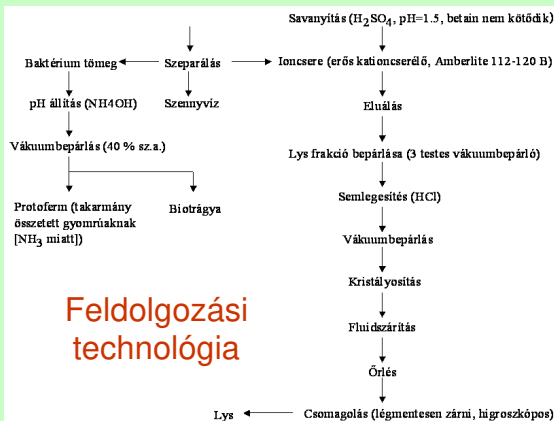 Savanyítás (H2SO4, pH=1.5, betain nem kötődik)
Baktérium tömeg
Szeparálás
Ioncsere (erős kationcserélő, Amberlite 112-120 B)
pH állítás (NH4OH)
Szennyvíz
Eluálás
Vákuumbepárlás (40 % sz.a.)
Lys frakció bepárlása (3 testes vákuumbepárló)
Protoferm (takarmány
összetett gyomrúaknak
[NH3 miatt])
Biotrágya
Semlegesítés (HCl)
Vákuumbepárlás
Kristályosítás
Feldolgozási
technológia
Fluidszárítás
Őrlés
Lys
Csomagolás (légmentesen zárni, higroszkópos)